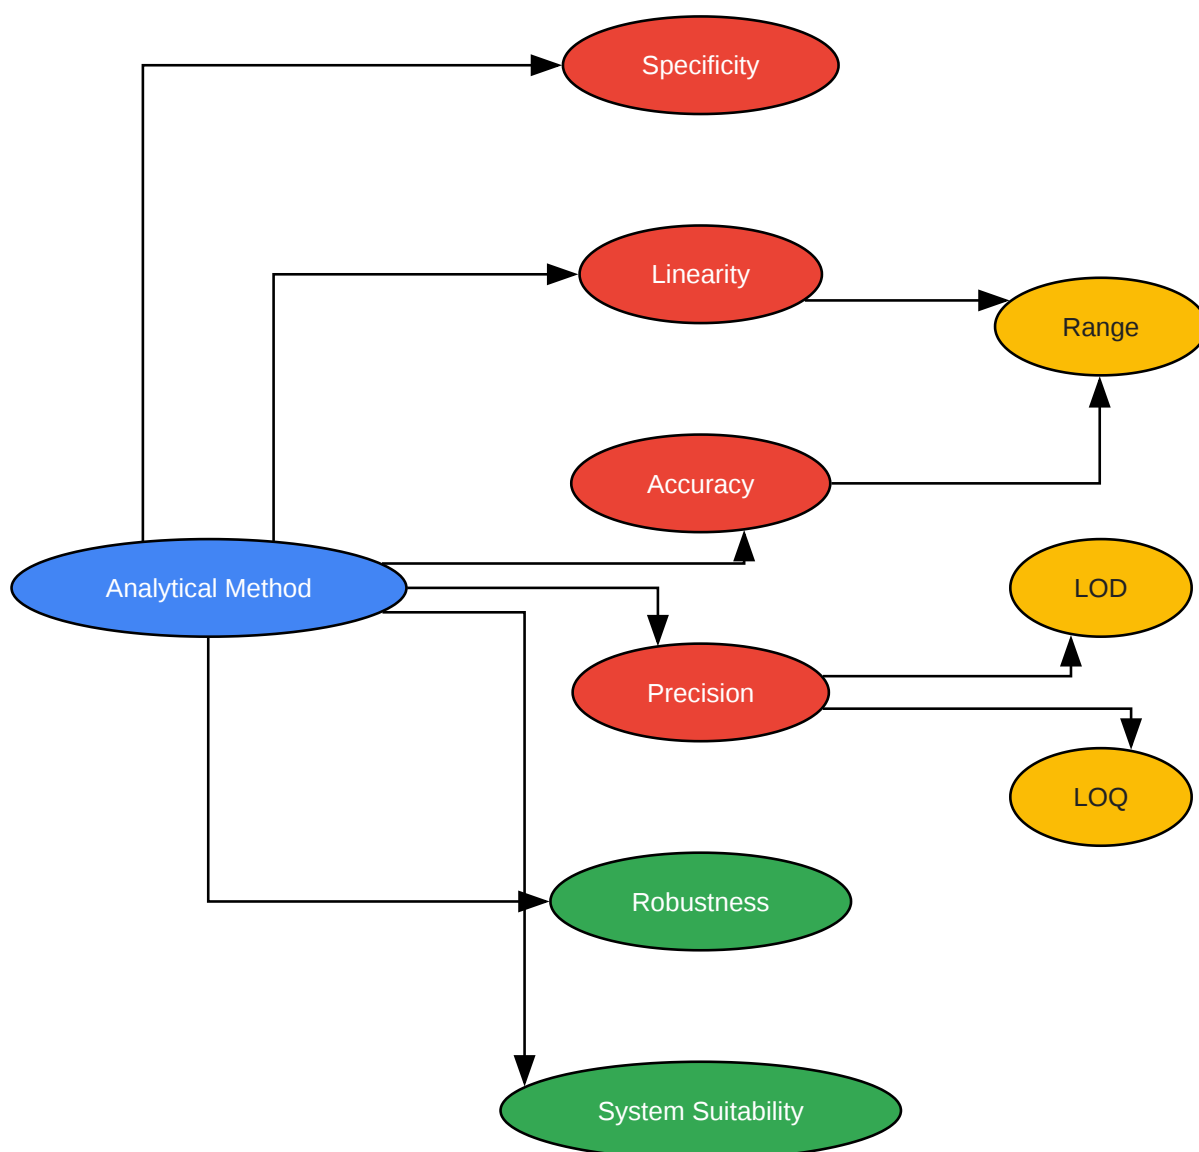 Specificity
Linearity
Range
Accuracy
Analytical Method
LOD
Precision
LOQ
Robustness
System Suitability